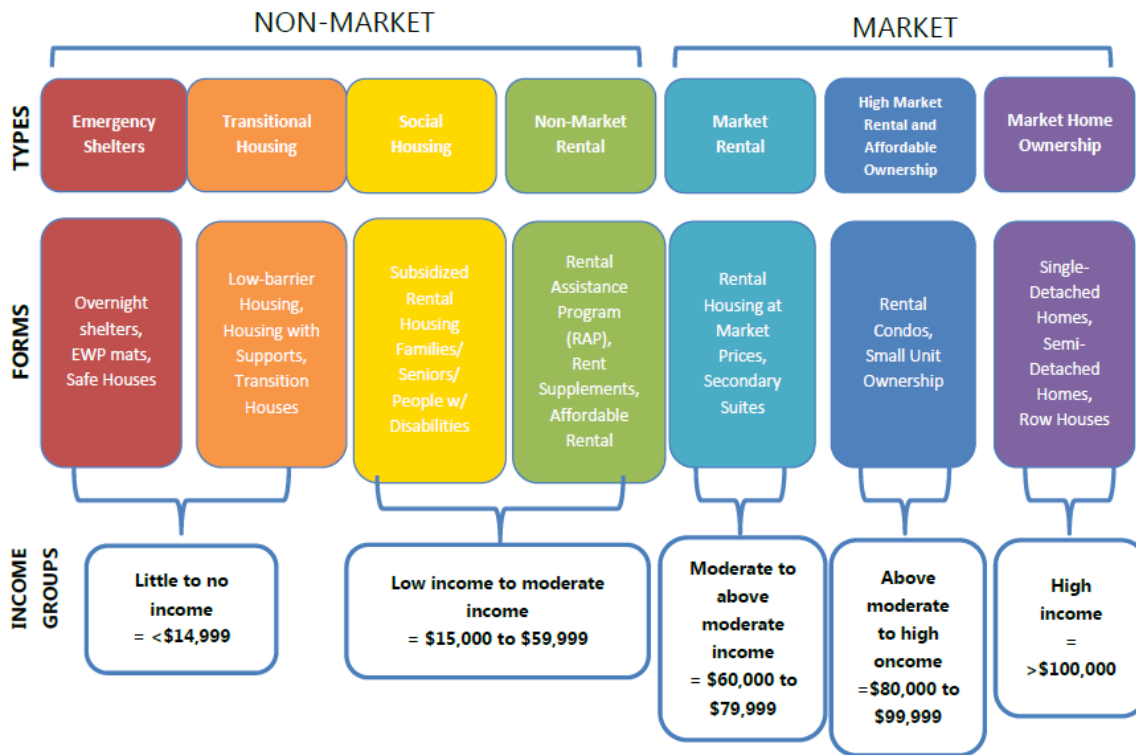 NON-MARKET
MARKET
TYPES
Emergency
Shelters
Transitional
Housing
Social
Housing
Non-Market
Rental
Market
Rental
High Market
Rental and
Affordable
Ownership
Market Home
Ownership
FORMS
Overnight
shelters,
EWP mats,
Safe Houses
Low-barrier
Housing,
Housing with
Supports,
Transition
Houses
Subsidized
Rental
Housing
Families/
Seniors/
People w/
Disabilities
Rental
Assistance
Program
(RAP),
Rent
Supplements,
Affordable
Rental
Rental
Housing at
Market
Prices,
Secondary
Suites
Rental
Condos,
Small Unit
Ownership
Single-
Detached
Homes,
Semi-
Detached
Homes,
Row Houses
INCOME
GROUPS
Little to no
income
= <$14,999
Low income to moderate
income
= $15,000 to $59,999
Moderate to
above
moderate
income
= $60,000 to
$79,999
Above
moderate
to high
oncome
=$80,000 to
$99,999
High
income
=
>$100,000